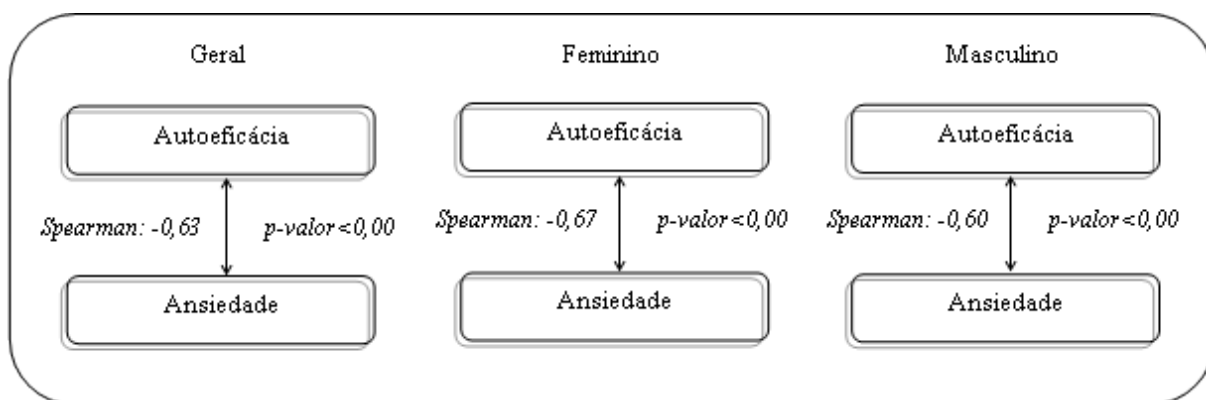 Geral
Autoeficácia
Spearman: -0,63 p-valor<0,00
Ansiedade
Feminino
Autoeficácia
Spearman: -0,67 p-valor<0,00
Ansiedade
Masculino
Autoeficácia
Spearman: -0,60 p-valor<0,00
Ansiedade